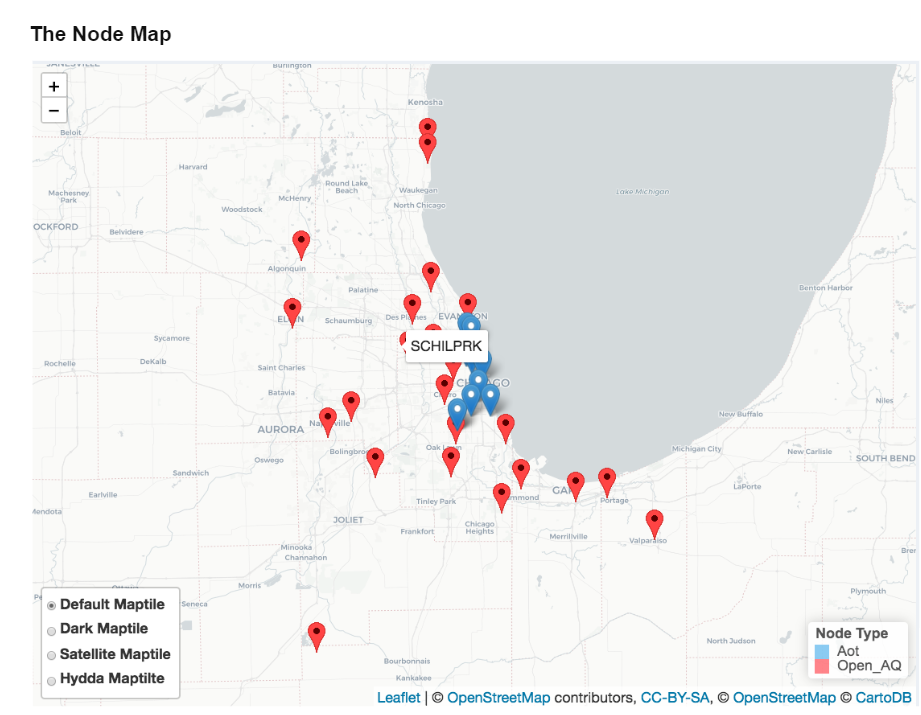 The Node Map
JANESVILLE
Burlington
+
−
Kenosha
Beloit
Harvard
Machesney
Park
Round Lake
Beach
Waukegan
Lake Michigan
McHenry
North Chicago
Woodstock
OCKFORD
Belvidere
Algonquin
Palatine
Benton Harbor
ELGIN
Schaumburg
Des Plaines
EVANSTON
Sycamore
SCHILPRK
Rochelle
DeKalb
Saint Charles
CHICAGO
Batavia
Cicero
Niles
New Buffalo
AURORA
Naperville
Oak Lawn
Bolingbrook
Michigan City
New Carlisle
SOUTH BEND
Oswego
Sandwich
LaPorte
Earlville
Tinley Park
Hammond
GARY
Portage
Mendota
JOLIET
Chicago
Heights
Frankfort
Merrillville
Valparaiso
Minooka
Channahon
Morris
Plymouth
Ottawa
Seneca
Default Maptile
Dark Maptile
Satellite Maptile
Hydda Maptilte
North Judson
Node Type
Aot
Open_AQ
Bourbonnais
Kankakee
Leaflet | © OpenStreetMap contributors, CC-BY-SA, © OpenStreetMap © CartoDB